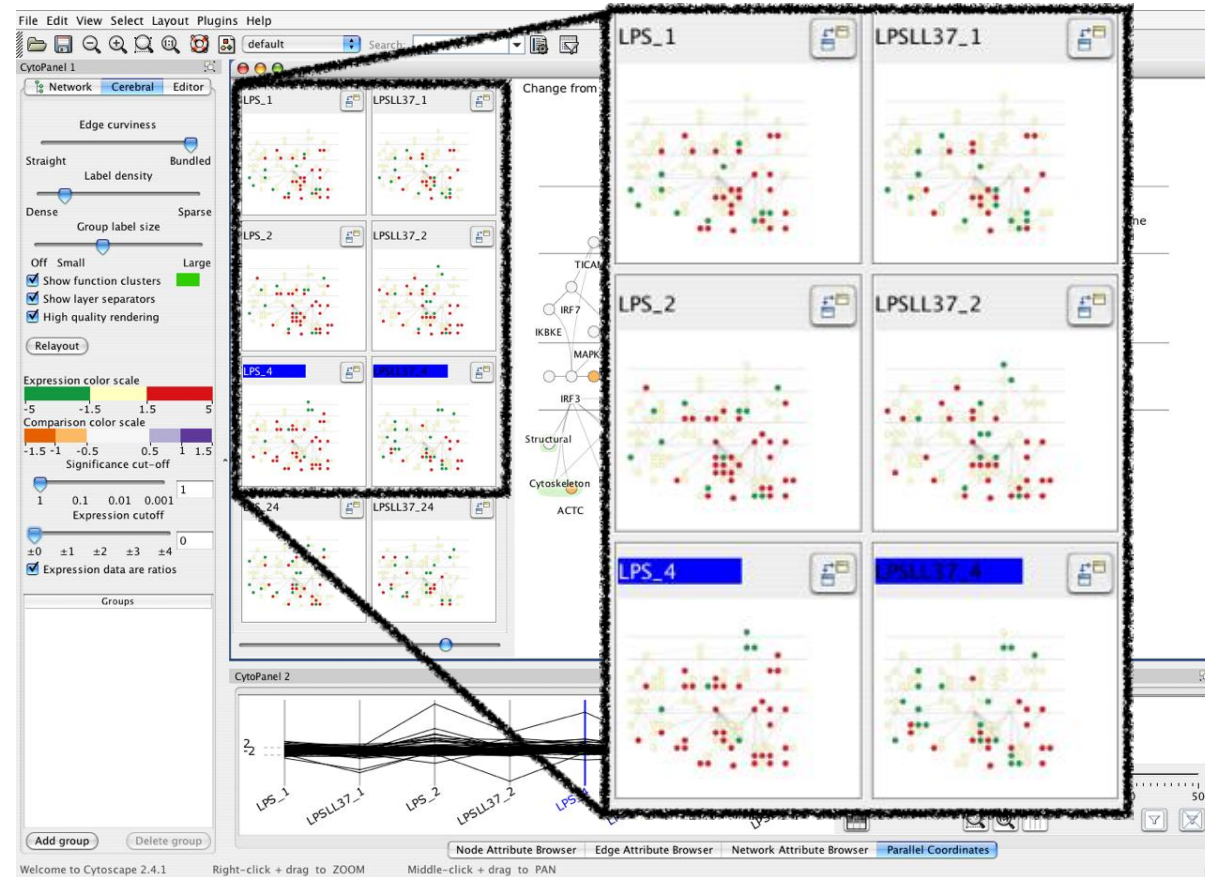 File Edit View Select Layout Plugins Help
default
Search:
CytoPanel 1
Network Cerebral Editor
Edge curviness
Straight Bundled
Label density
Dense Sparse
Group label size
Off Small Large
Show function clusters
Show layer separators
High quality rendering
Relayout
Expression color scale
-5 -1.5 1.5 5
Comparison color scale
-1.5 -1 -0.5 0.5 1 1.5
Significance cut-off
1
1 0.1 0.01 0.001
Expression cutoff
0
±0 ±1 ±2 ±3 ±4
Expression data are ratios
Groups
Add group Delete group
LPS_1 LPSLL37_1
LPS_2 LPSLL37_2
LPS_4 LPSLL37_4
LPSLL37_24
Change from
TICAM
IRF7
IKBKE
MAPK
IRF3
Structural
Cytoskeleton
ACTC
LPS_1 LPSLL37_1
LPS_2 LPSLL37_2
LPS_4 LPSLL37_4
CytoPanel 2
2
-2
LPS_1 LPSLL37_1 LPS_2 LPSLL37_2
50
Node Attribute Browser Edge Attribute Browser Network Attribute Browser Parallel Coordinates
Welcome to Cytoscape 2.4.1 Right-click + drag to ZOOM Middle-click + drag to PAN